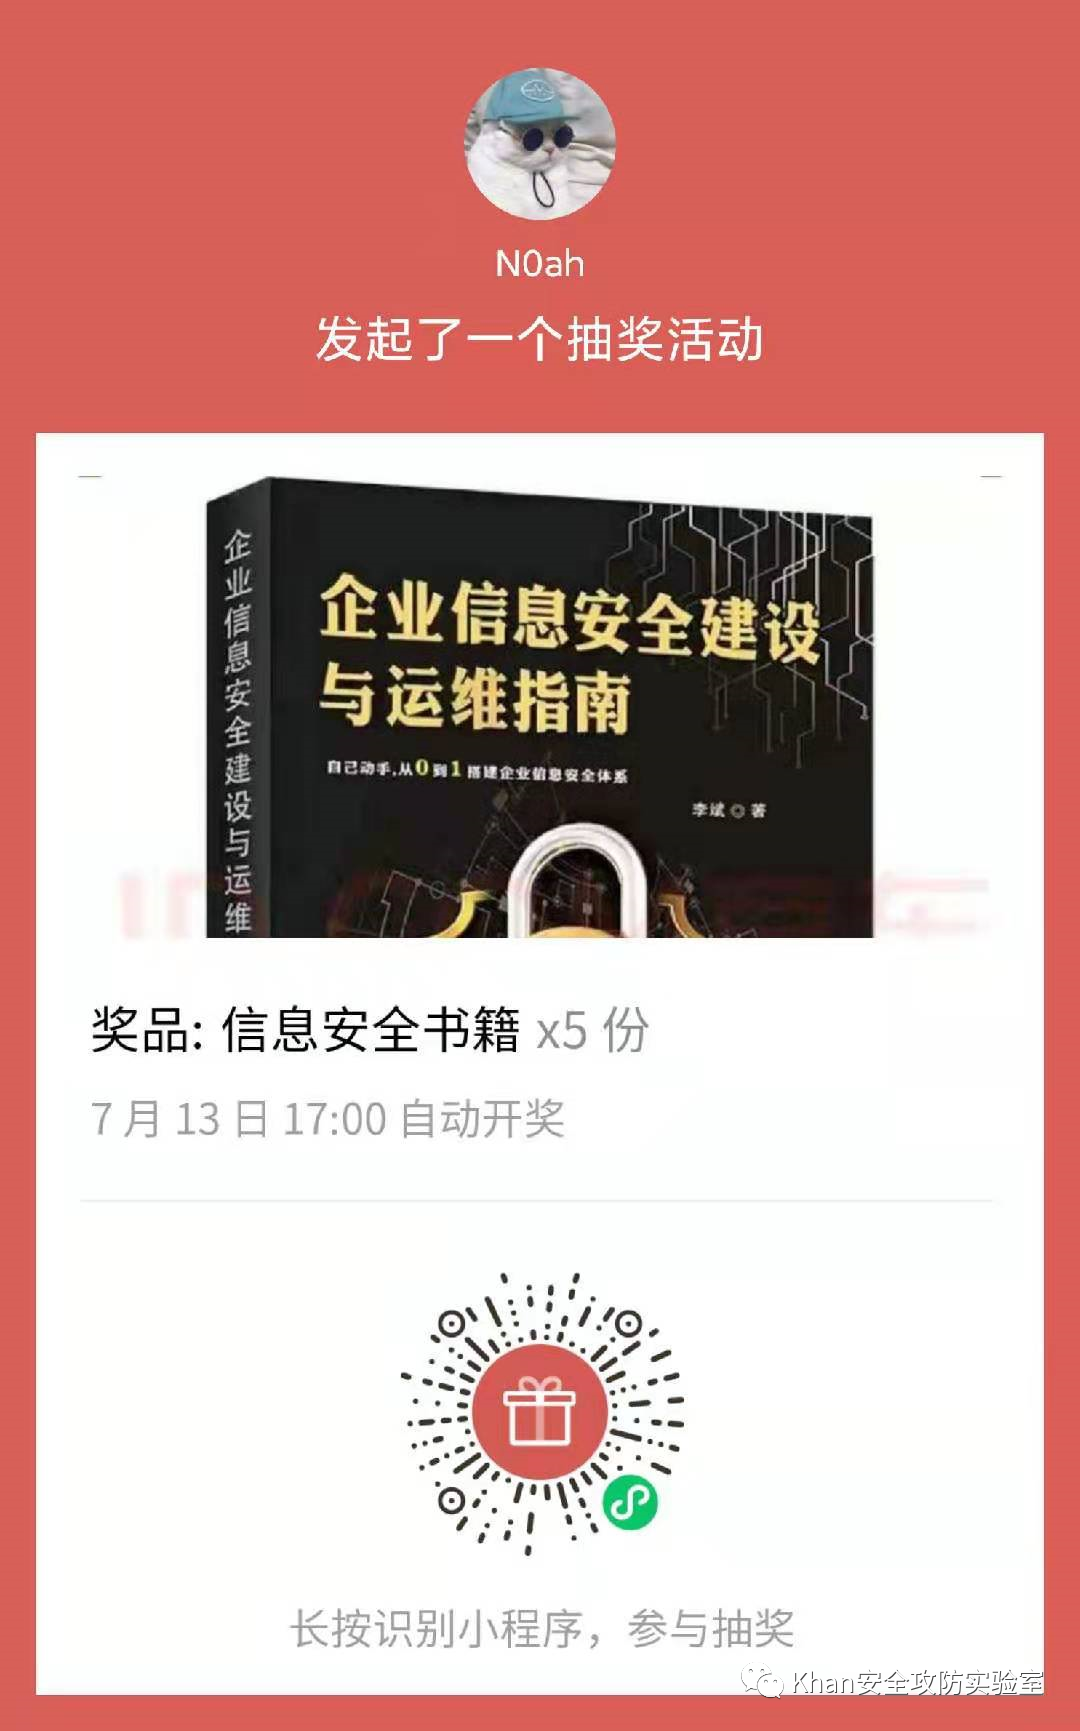 N0ah
发起了一个抽奖活动
企业信息安全建设与运维
企业信息安全建设
与运维指南
自己动手,从0到1搭建企业信息安全体系
李斌◎著
奖品: 信息安全书籍 x5 份
7 月 13 日 17:00 自动开奖
长按识别小程序，参与抽奖
Khan安全攻防实验室